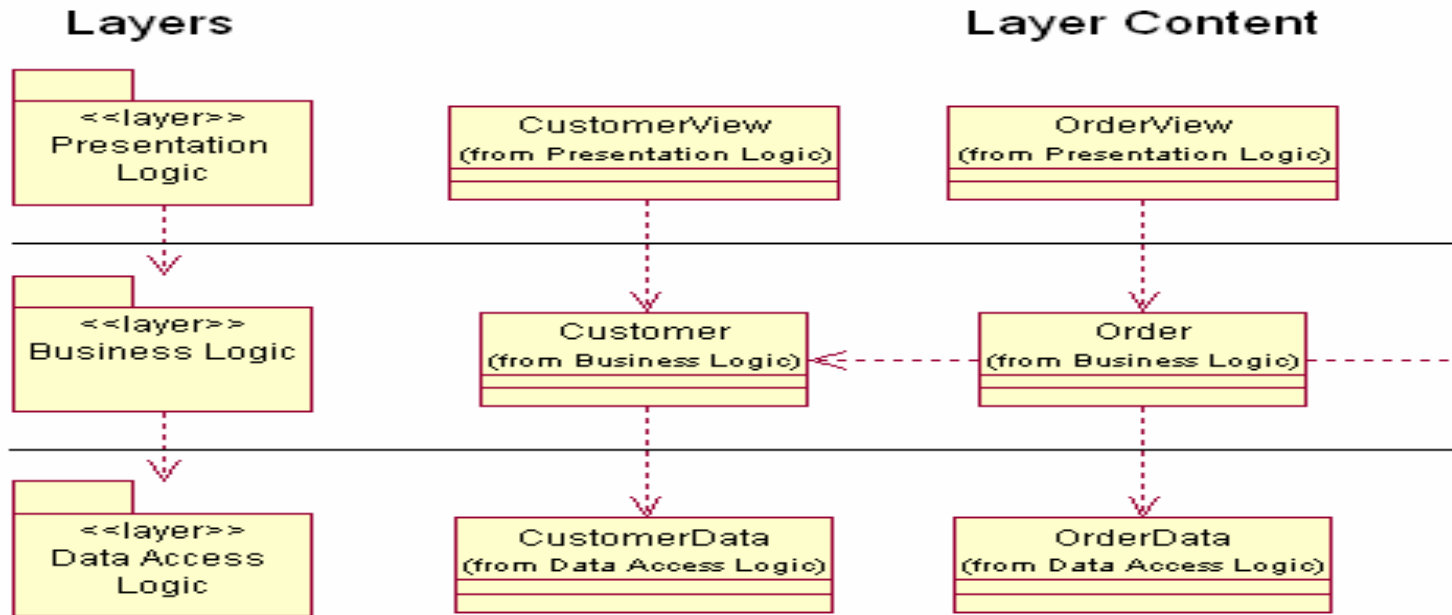 Layers
Layer Content
<<layer>>
Presentation
Logic
CustomerView
(from Presentation Logic)
OrderView
(from Presentation Logic)
<<layer>>
Business Logic
Customer
(from Business Logic)
Order
(from Business Logic)
<<layer>>
Data Access
Logic
CustomerData
(from Data Access Logic)
OrderData
(from Data Access Logic)